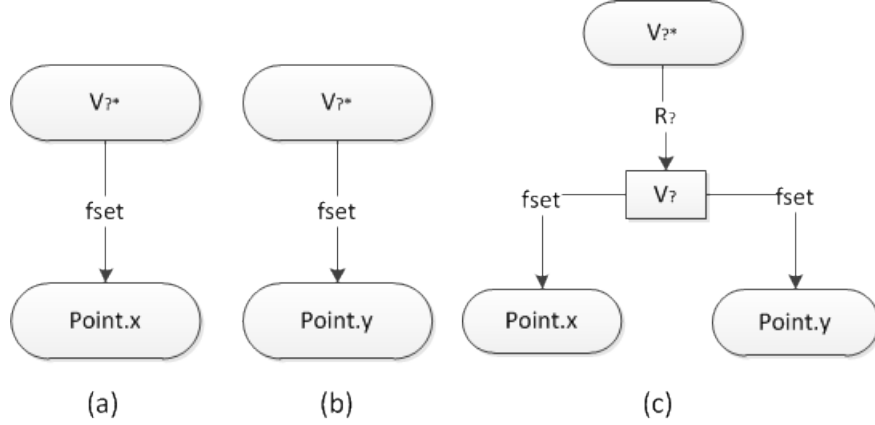 V?*
fset
Point.x
(a)
V?*
fset
Point.y
(b)
V?*
R?
V?
fset
fset
Point.x
Point.y
(c)